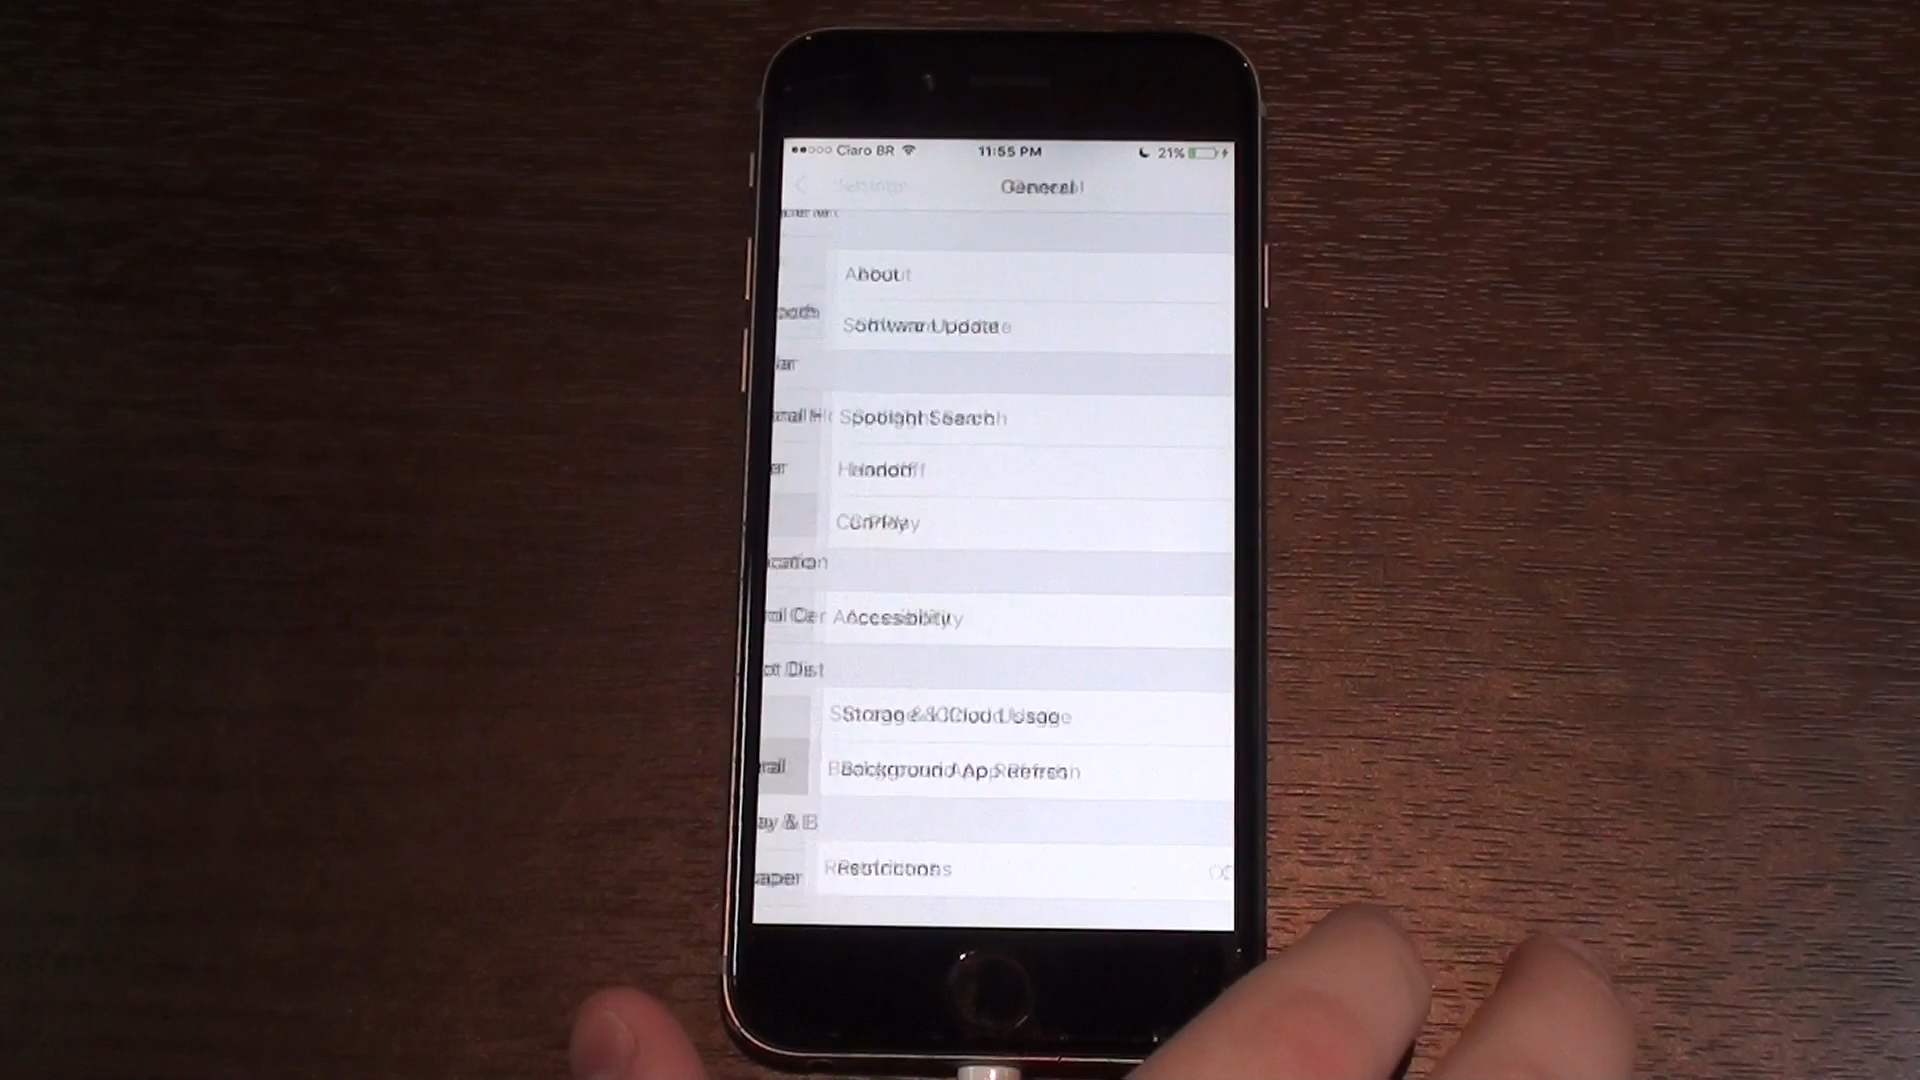 Claro BR 11:55 PM 21%
Settings General
About
Software Update
Spotlight Search
Handoff
CarPlay
Accessibility
Storage & iCloud Usage
Background App Refresh
Restrictions